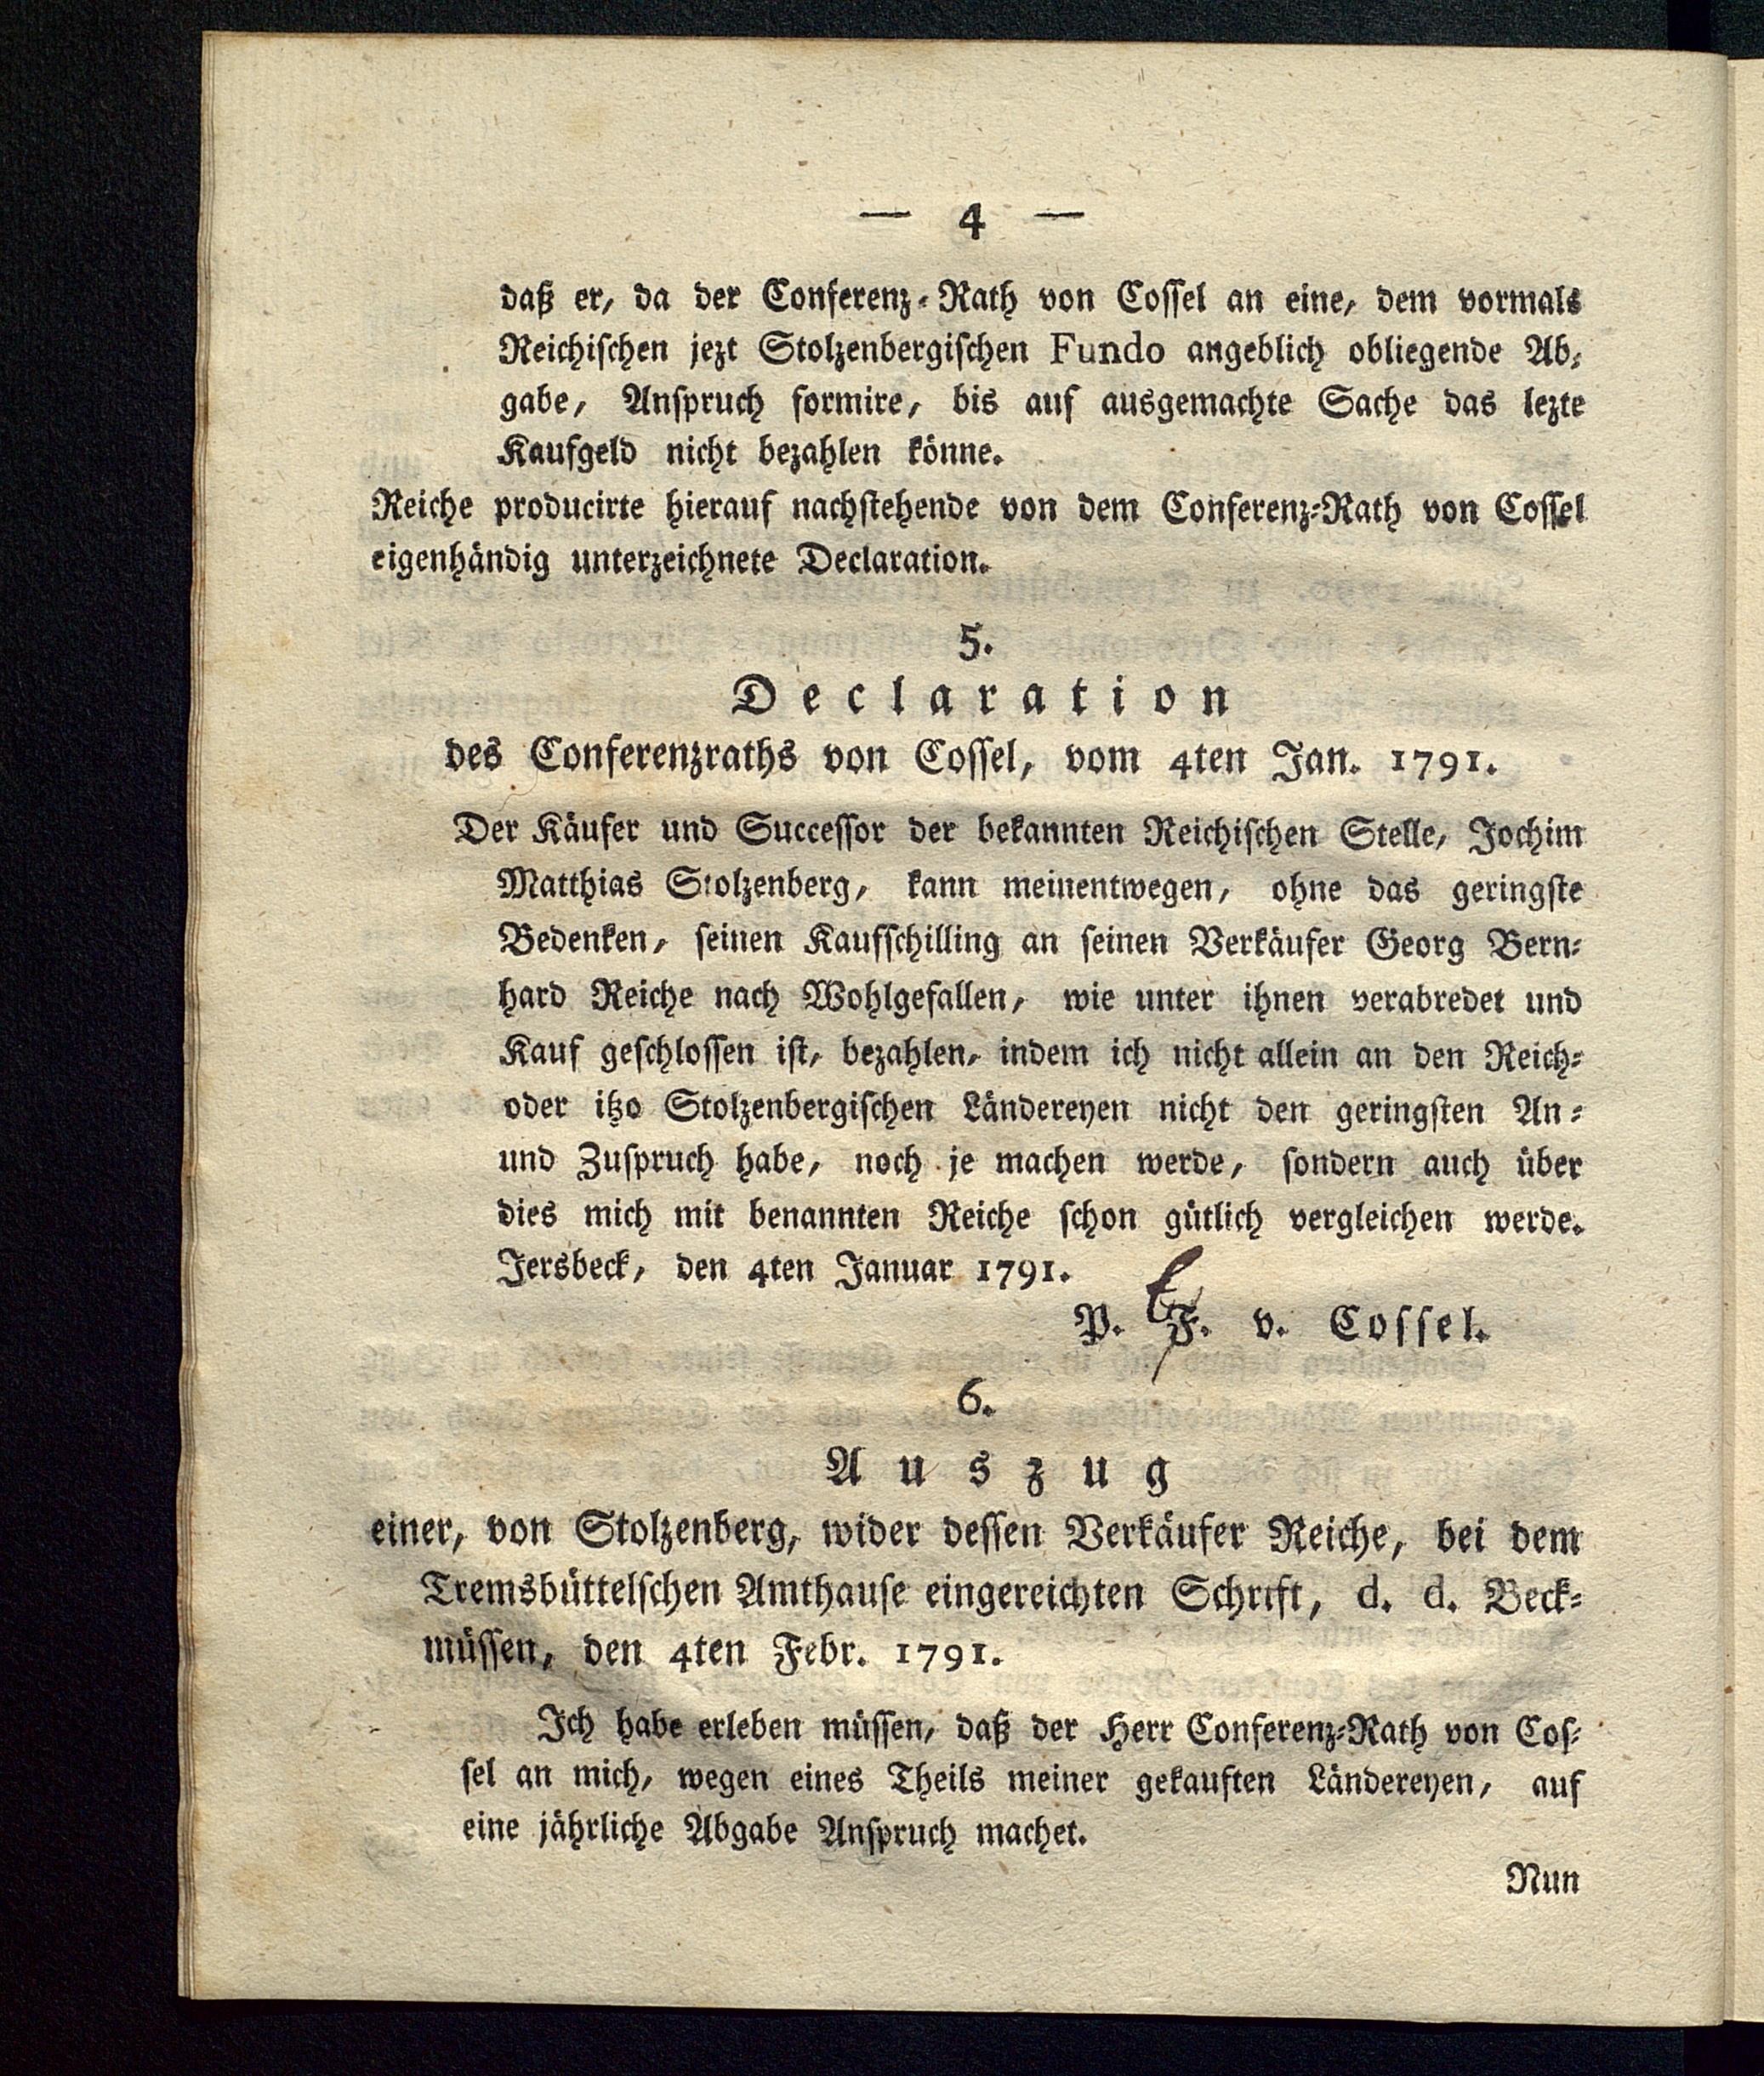 — 4 —
daß er, da der Conferenz-Rath von Cossel an eine, dem vormals
Reichischen jezt Stolzenbergischen Fundo angeblich obliegende Ab-
gabe, Anspruch formire, bis auf ausgemachte Sache das lezte
Kaufgeld nicht bezahlen könne.
Reiche producirte hierauf nachstehende von dem Conferenz-Rath von Cossel
eigenhändig unterzeichnete Declaration.
5.
Declaration
des Conferenzraths von Cossel, vom 4ten Jan. 1791.
Der Käufer und Successor der bekannten Reichischen Stelle, Jochim
Matthias Stolzenberg, kann meinentwegen, ohne das geringste
Bedenken, seinen Kaufschilling an seinen Verkäufer Georg Bern-
hard Reiche nach Wohlgefallen, wie unter ihnen verabredet und
Kauf geschlossen ist, bezahlen, indem ich nicht allein an den Reich-
oder itzo Stolzenbergischen Ländereyen nicht den geringsten An-
und Zuspruch habe, noch je machen werde, sondern auch über
dies mich mit benannten Reiche schon gütlich vergleichen werde.
Jersbeck, den 4ten Januar 1791.
P. F. v. Cossel.
6.
Auszug
einer, von Stolzenberg, wider dessen Verkäufer Reiche, bei dem
Tremsbüttelschen Amthause eingereichten Schrift, d. d. Beck-
müssen, den 4ten Febr. 1791.
Ich habe erleben müssen, daß der Herr Conferenz-Rath von Cos-
sel an mich, wegen eines Theils meiner gekauften Ländereyen, auf
eine jährliche Abgabe Anspruch machet.
Nun